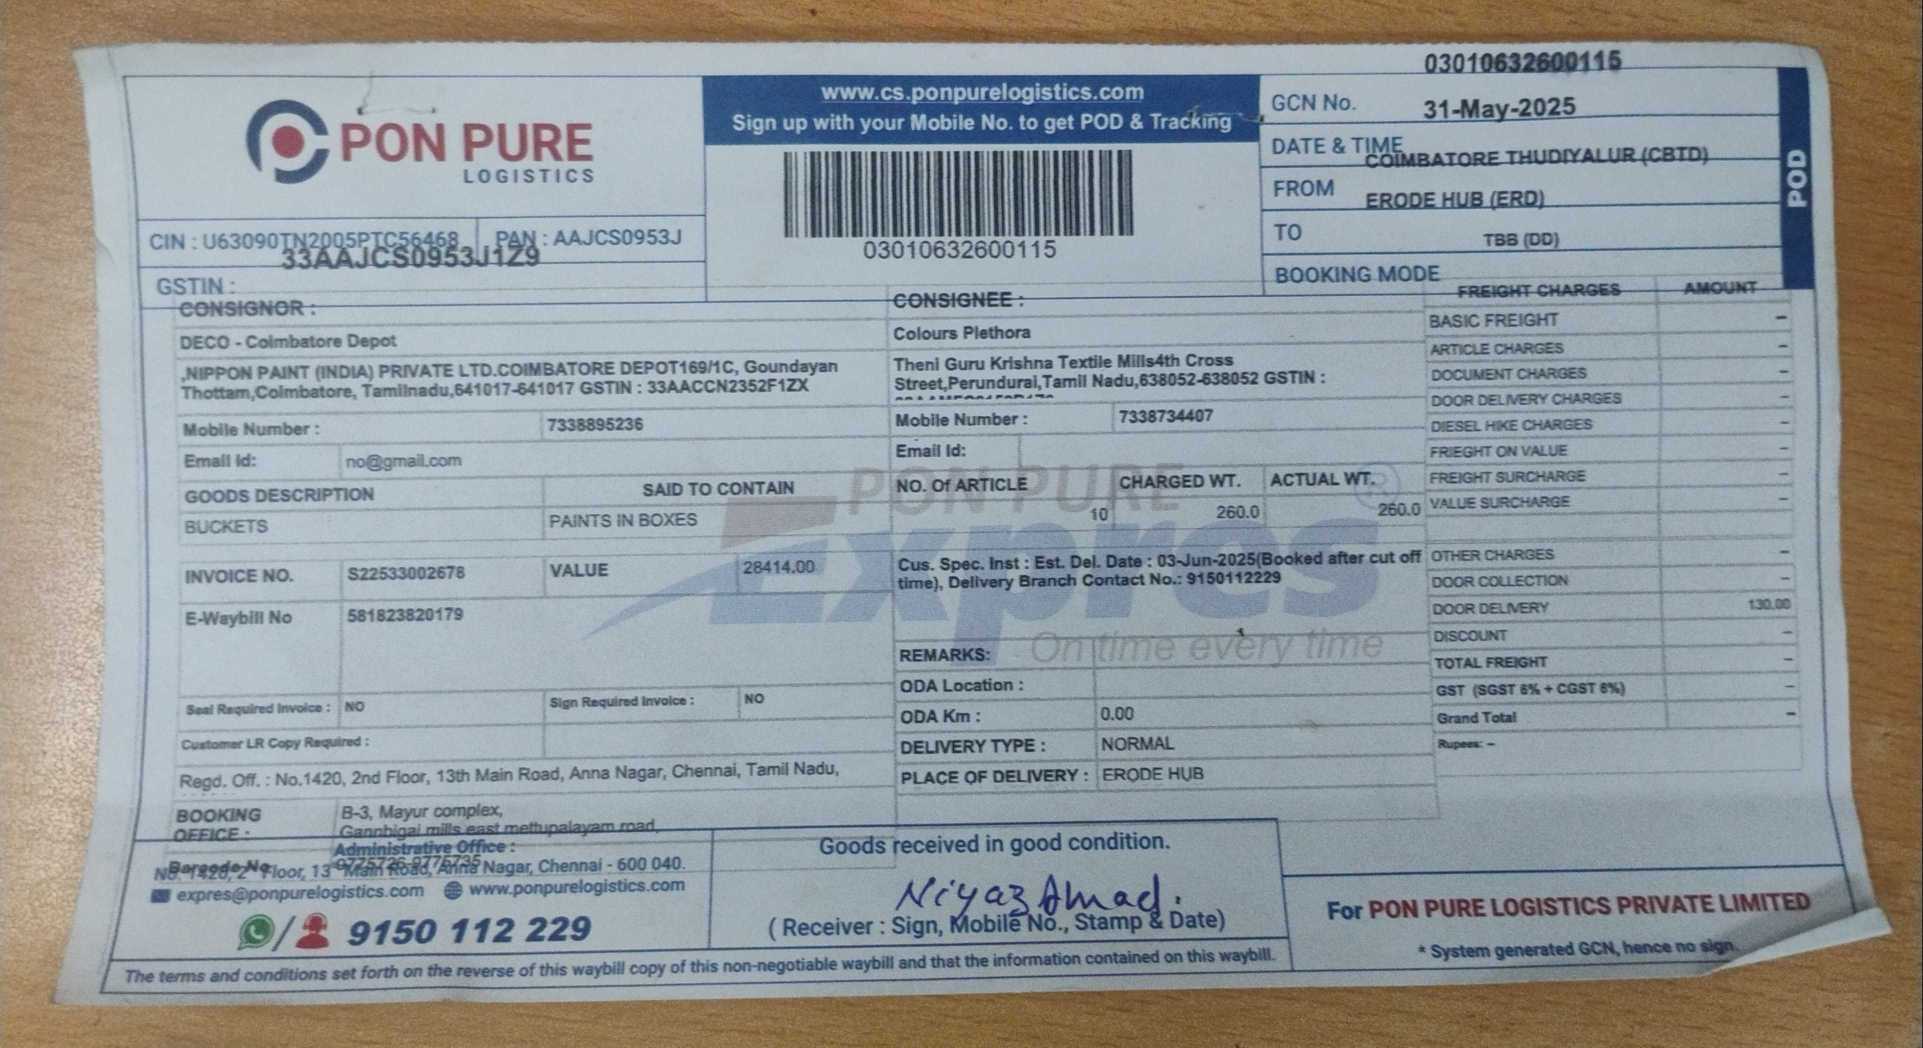 03010632600115
PON PURE
LOGISTICS
www.cs.ponpurelogistics.com
Sign up with your Mobile No. to get POD & Tracking
03010632600115
GCN No.
31-May-2025
DATE & TIME
COIMBATORE THUDIYALUR (CBTD)
FROM
ERODE HUB (ERD)
TO
TBB (DD)
BOOKING MODE
POD
CIN : U63090TN2005PTC56468 PAN : AAJCS0953J
33AAJCS0953J1Z9
GSTIN :
CONSIGNOR :
DECO - Coimbatore Depot
,NIPPON PAINT (INDIA) PRIVATE LTD.COIMBATORE DEPOT169/1C, Goundayan
Thottam,Coimbatore, Tamilnadu,641017-641017 GSTIN : 33AACCN2352F1ZX
Mobile Number : 7338895236
Email Id: no@gmail.com
GOODS DESCRIPTION SAID TO CONTAIN
BUCKETS PAINTS IN BOXES
INVOICE NO. S22533002678 VALUE 28414.00
E-Waybill No 581823820179
Seal Required Invoice : NO Sign Required Invoice : NO
Customer LR Copy Required :
Regd. Off. : No.1420, 2nd Floor, 13th Main Road, Anna Nagar, Chennai, Tamil Nadu,
BOOKING OFFICE : B-3, Mayur complex,
Gannhigai mills east mettupalayam road,
CONSIGNEE :
Colours Plethora
Theni Guru Krishna Textile Mills4th Cross
Street,Perundurai,Tamil Nadu,638052-638052 GSTIN :
Mobile Number : 7338734407
Email Id:
NO. Of ARTICLE CHARGED WT. ACTUAL WT.
10 260.0 260.0
Cus. Spec. Inst : Est. Del. Date : 03-Jun-2025(Booked after cut off
time), Delivery Branch Contact No.: 9150112229
REMARKS:
ODA Location :
ODA Km : 0.00
DELIVERY TYPE : NORMAL
PLACE OF DELIVERY : ERODE HUB
PON PURE
Expres
On time every time
FREIGHT CHARGES AMOUNT
BASIC FREIGHT -
ARTICLE CHARGES -
DOCUMENT CHARGES -
DOOR DELIVERY CHARGES -
DIESEL HIKE CHARGES -
FRIEGHT ON VALUE -
FREIGHT SURCHARGE -
VALUE SURCHARGE -
OTHER CHARGES -
DOOR COLLECTION -
DOOR DELIVERY 130.00
DISCOUNT -
TOTAL FREIGHT -
GST (SGST 6% + CGST 6%) -
Grand Total -
Rupees: -
Administrative Office :
Barcode No 9775726-9776735
No. 1420, 2nd Floor, 13th Main Road, Anna Nagar, Chennai - 600 040.
expres@ponpurelogistics.com www.ponpurelogistics.com
/ 9150 112 229
Goods received in good condition.
Niyaz Ahmad.
( Receiver : Sign, Mobile No., Stamp & Date)
For PON PURE LOGISTICS PRIVATE LIMITED
* System generated GCN, hence no sign.
The terms and conditions set forth on the reverse of this waybill copy of this non-negotiable waybill and that the information contained on this waybill.